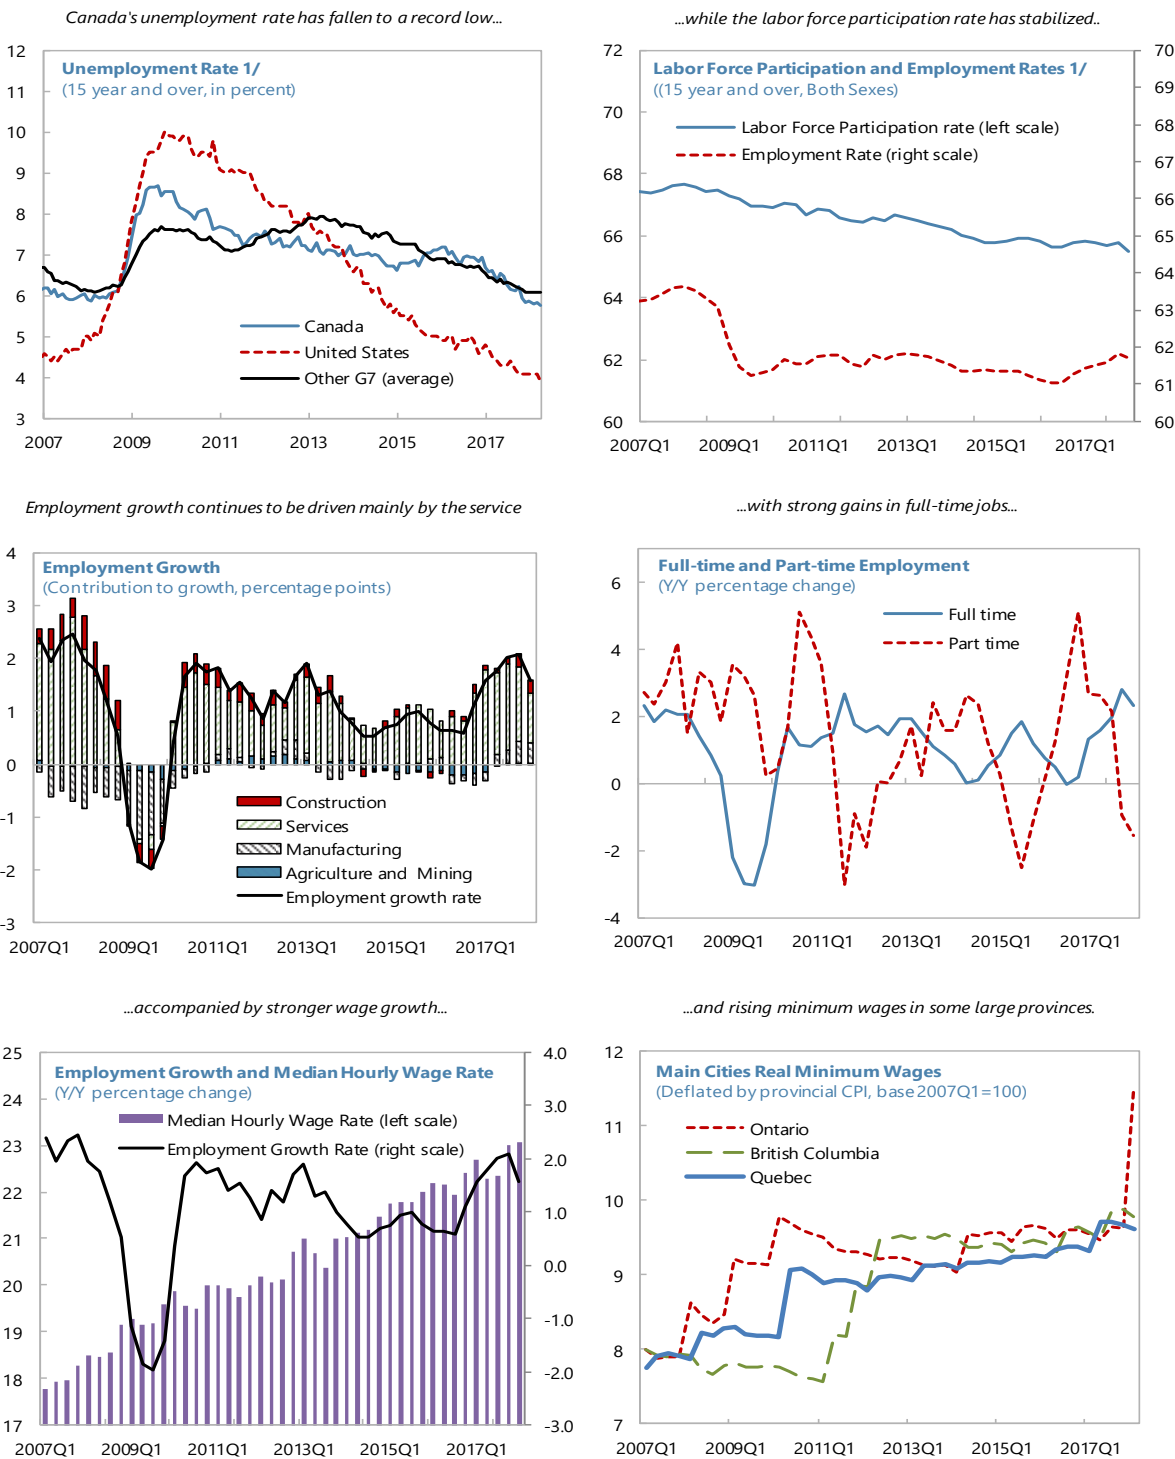 Canada's unemployment rate has fallen to a record low...
12
11
10
9
8
7
6
5
4
3
Unemployment Rate 1/
(15 year and over, in percent)
Canada
United States
Other G7 (average)
2007 2009 2011 2013 2015 2017
...while the labor force participation rate has stabilized..
72
70
68
66
64
62
60
70
69
68
67
66
65
64
63
62
61
60
Labor Force Participation and Employment Rates 1/
((15 year and over, Both Sexes)
Labor Force Participation rate (left scale)
Employment Rate (right scale)
2007Q1 2009Q1 2011Q1 2013Q1 2015Q1 2017Q1
Employment growth continues to be driven mainly by the service
4
3
2
1
0
-1
-2
-3
Employment Growth
(Contribution to growth, percentage points)
Construction
Services
Manufacturing
Agriculture and Mining
Employment growth rate
2007Q1 2009Q1 2011Q1 2013Q1 2015Q1 2017Q1
...with strong gains in full-time jobs...
6
4
2
0
-2
-4
Full-time and Part-time Employment
(Y/Y percentage change)
Full time
Part time
2007Q1 2009Q1 2011Q1 2013Q1 2015Q1 2017Q1
...accompanied by stronger wage growth...
25
24
23
22
21
20
19
18
17
4.0
3.0
2.0
1.0
0.0
-1.0
-2.0
-3.0
Employment Growth and Median Hourly Wage Rate
(Y/Y percentage change)
Median Hourly Wage Rate (left scale)
Employment Growth Rate (right scale)
2007Q1 2009Q1 2011Q1 2013Q1 2015Q1 2017Q1
...and rising minimum wages in some large provinces.
12
11
10
9
8
7
Main Cities Real Minimum Wages
(Deflated by provincial CPI, base 2007Q1=100)
Ontario
British Columbia
Quebec
2007Q1 2009Q1 2011Q1 2013Q1 2015Q1 2017Q1